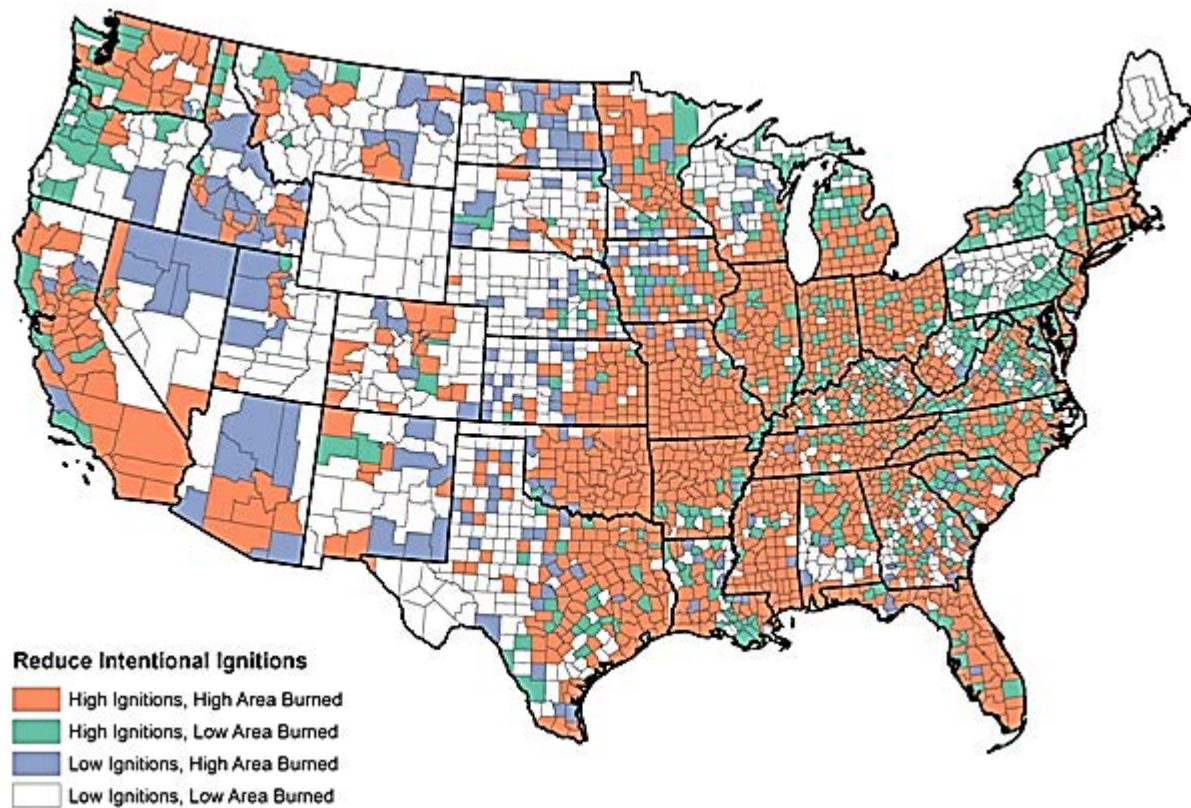 Reduce Intentional Ignitions
High Ignitions, High Area Burned
High Ignitions, Low Area Burned
Low Ignitions, High Area Burned
Low Ignitions, Low Area Burned